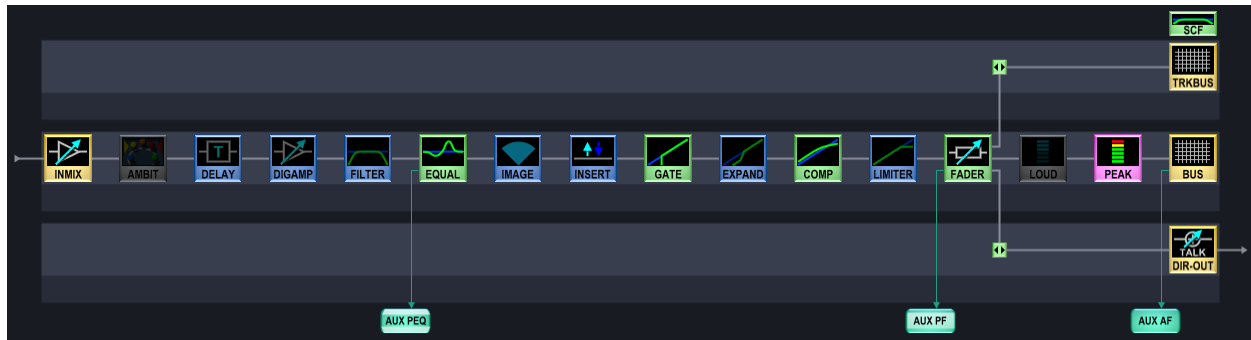 SCF
TRKBUS
INMIX
AMBIT
DELAY
T
DIGAMP
FILTER
EQUAL
IMAGE
INSERT
GATE
EXPAND
COMP
LIMITER
FADER
LOUD
PEAK
BUS
TALK
DIR-OUT
AUX PEQ
AUX PF
AUX AF